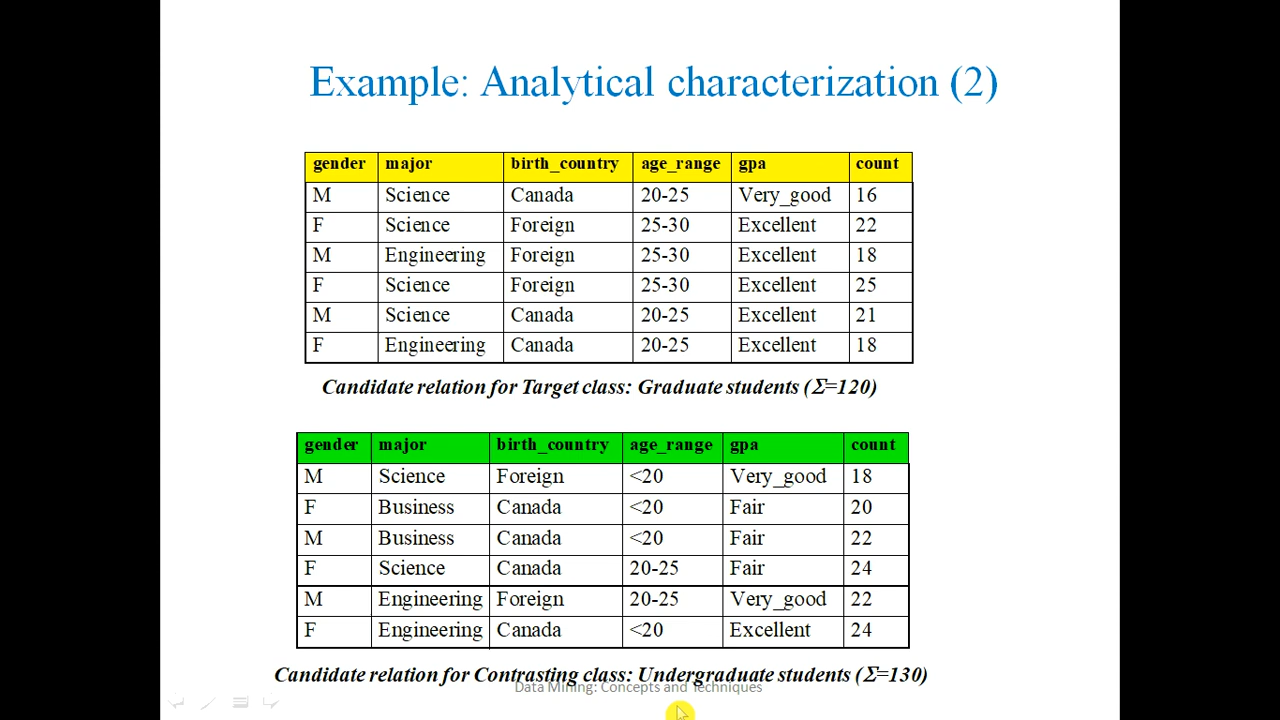 Example: Analytical characterization (2)
gender major birth_country age_range gpa count
M Science Canada 20-25 Very_good 16
F Science Foreign 25-30 Excellent 22
M Engineering Foreign 25-30 Excellent 18
F Science Foreign 25-30 Excellent 25
M Science Canada 20-25 Excellent 21
F Engineering Canada 20-25 Excellent 18
Candidate relation for Target class: Graduate students (Σ=120)
gender major birth_country age_range gpa count
M Science Foreign <20 Very_good 18
F Business Canada <20 Fair 20
M Business Canada <20 Fair 22
F Science Canada 20-25 Fair 24
M Engineering Foreign 20-25 Very_good 22
F Engineering Canada <20 Excellent 24
Candidate relation for Contrasting class: Undergraduate students (Σ=130)
Data Mining: Concepts and Techniques